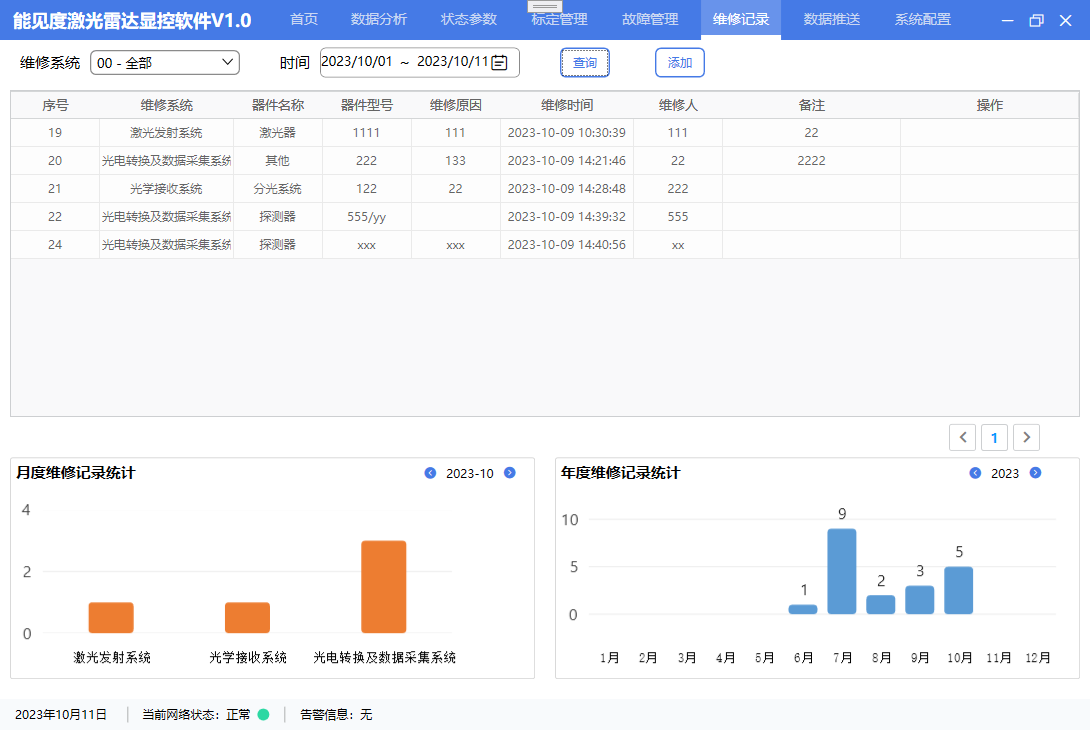 能见度激光雷达显控软件V1.0 首页 数据分析 状态参数 标定管理 故障管理 维修记录 数据推送 系统配置
维修系统 00 - 全部 时间 2023/10/01 ~ 2023/10/11 查询 添加
序号 维修系统 器件名称 器件型号 维修原因 维修时间 维修人 备注 操作
19 激光发射系统 激光器 1111 111 2023-10-09 10:30:39 111 22
20 光电转换及数据采集系统 其他 222 133 2023-10-09 14:21:46 22 2222
21 光学接收系统 分光系统 122 22 2023-10-09 14:28:48 222
22 光电转换及数据采集系统 探测器 555/yy 2023-10-09 14:39:32 555
24 光电转换及数据采集系统 探测器 xxx xxx 2023-10-09 14:40:56 xx
1
月度维修记录统计 2023-10
4
2
0
激光发射系统 光学接收系统 光电转换及数据采集系统
年度维修记录统计 2023
10
5
0
1 9 2 3 5
1月 2月 3月 4月 5月 6月 7月 8月 9月 10月 11月 12月
2023年10月11日 当前网络状态：正常 告警信息：无